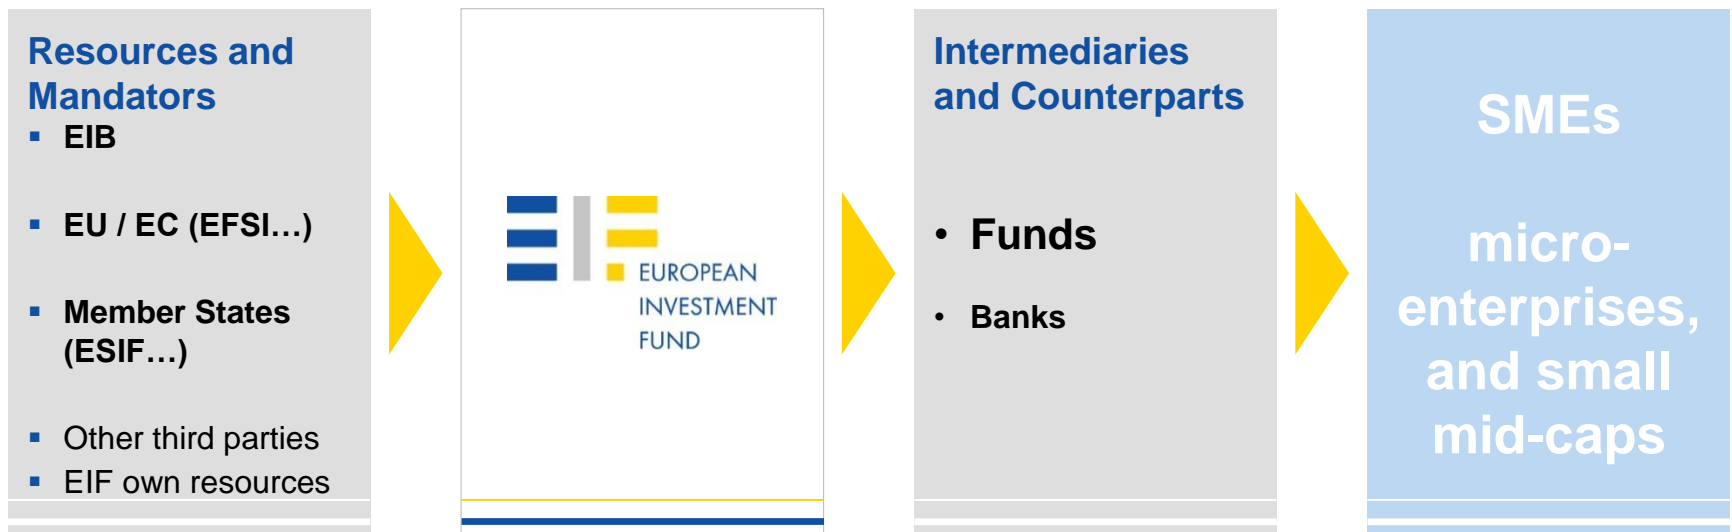 Resources and
Mandators
▪ EIB
▪ EU / EC (EFSI…)
▪ Member States
(ESIF…)
▪ Other third parties
▪ EIF own resources
EIF
EUROPEAN
INVESTMENT
FUND
Intermediaries
and Counterparts
• Funds
• Banks
SMEs
micro-
enterprises,
and small
mid-caps